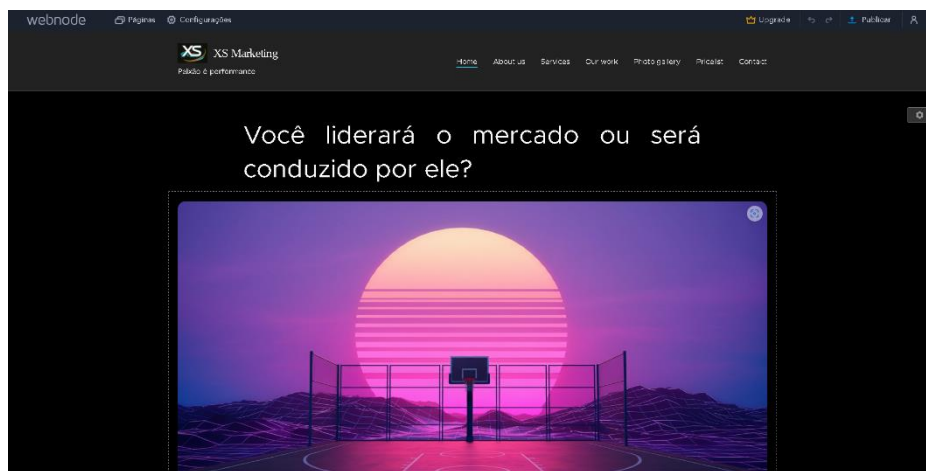 webnode Páginas Configurações Upgrade Publicar
XS XS Marketing
Paixão é performance
Home About us Services Our work Photo gallery Pricelist Contact
Você liderará o mercado ou será
conduzido por ele?